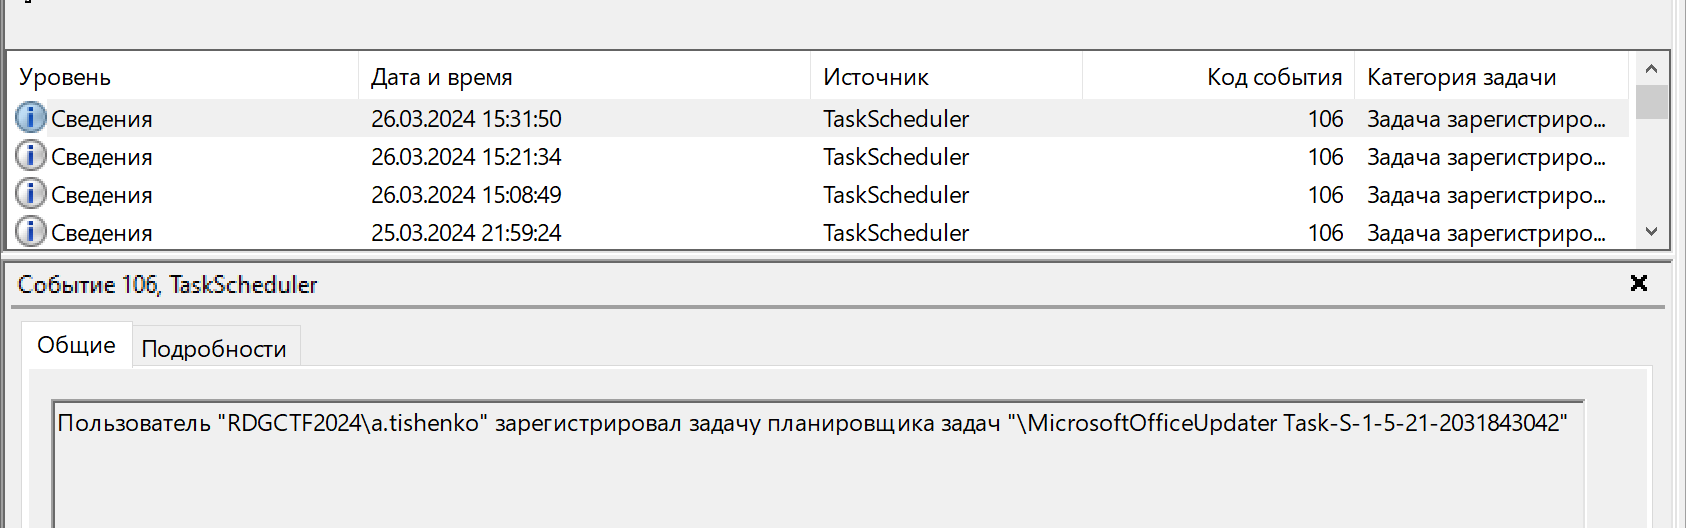 Уровень Дата и время Источник Код события Категория задачи
Сведения 26.03.2024 15:31:50 TaskScheduler 106 Задача зарегистриро...
Сведения 26.03.2024 15:21:34 TaskScheduler 106 Задача зарегистриро...
Сведения 26.03.2024 15:08:49 TaskScheduler 106 Задача зарегистриро...
Сведения 25.03.2024 21:59:24 TaskScheduler 106 Задача зарегистриро...
Событие 106, TaskScheduler
Общие Подробности
Пользователь "RDGCTF2024\a.tishenko" зарегистрировал задачу планировщика задач "\MicrosoftOfficeUpdater Task-S-1-5-21-2031843042"